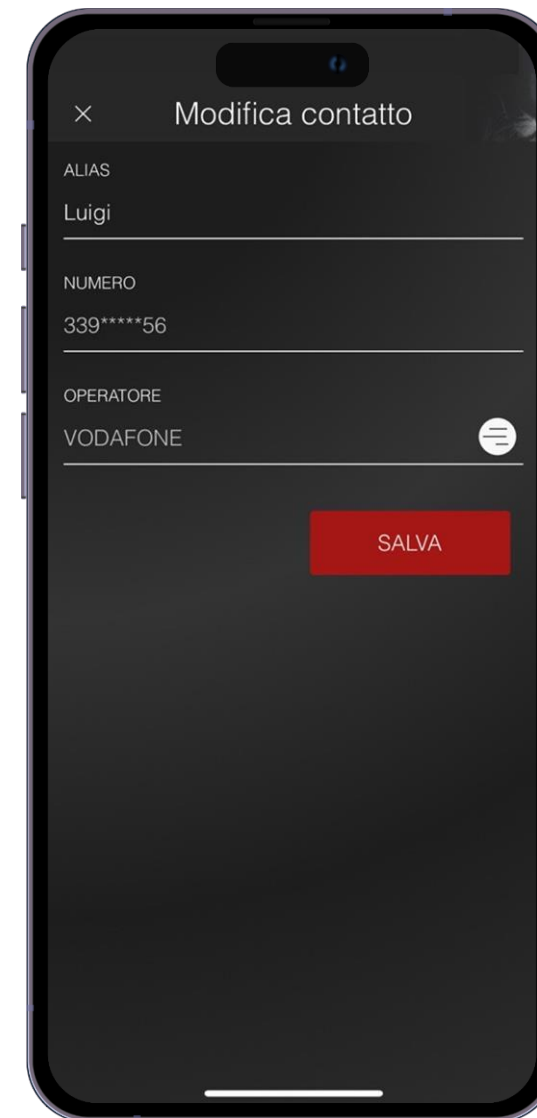 Modifica contatto
ALIAS
Luigi
NUMERO
339*****56
OPERATORE
VODAFONE
SALVA